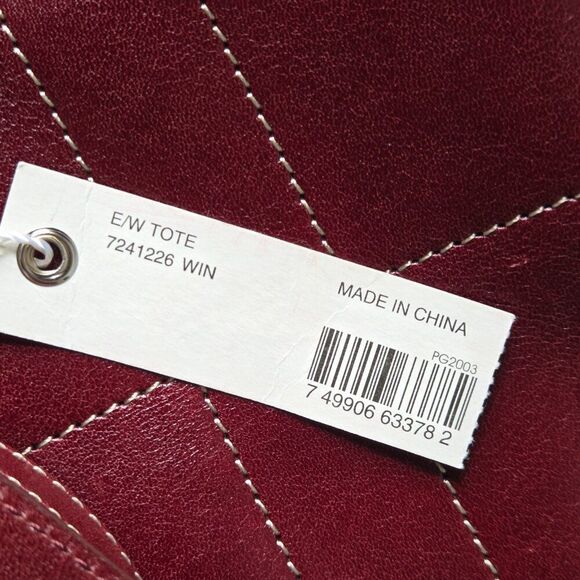 E/W TOTE
7241226 WIN
MADE IN CHINA
PG2003
7 49906 63378 2